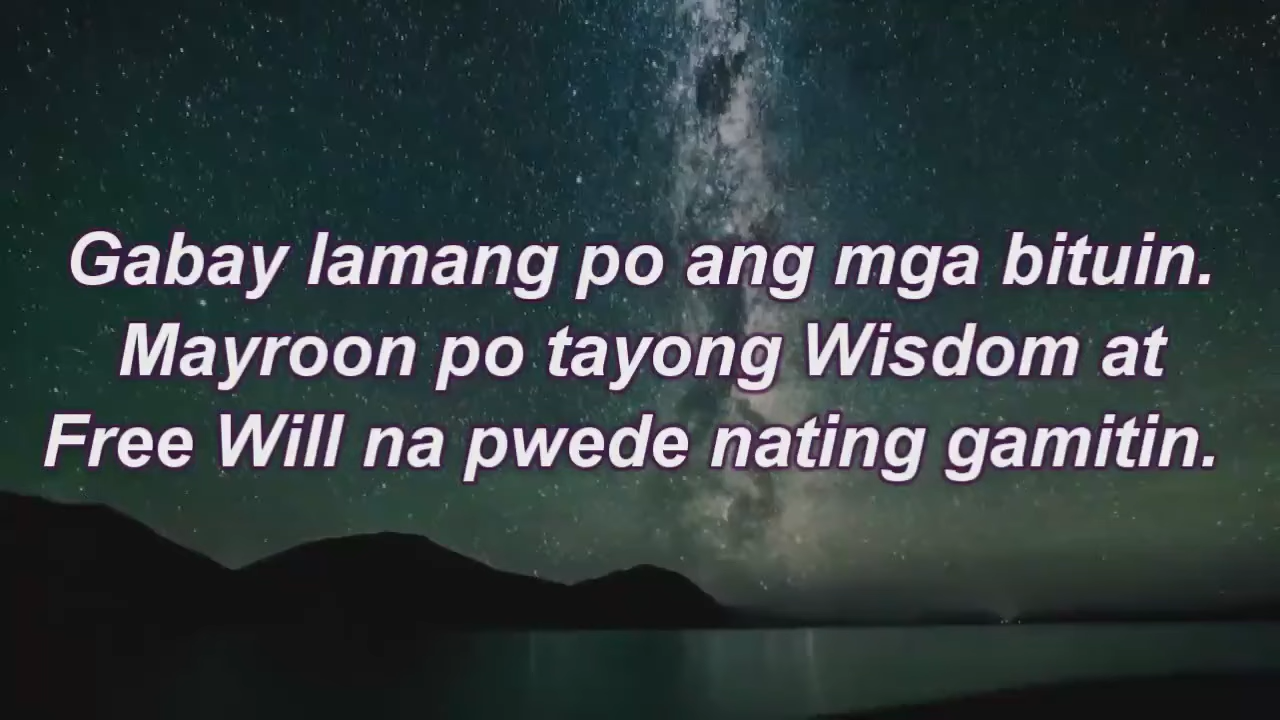 Gabay lamang po ang mga bituin.
Mayroon po tayong Wisdom at
Free Will na pwede nating gamitin.